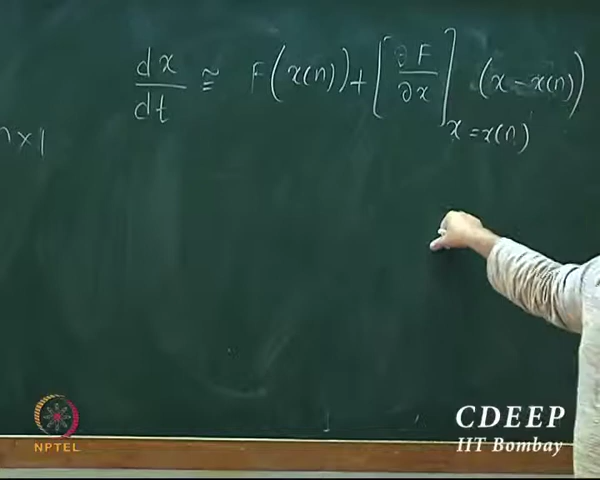 dx/dt ≅ F(x(n)) + [∂F/∂x]_{x=x(n)} (x - x(n))
n×1
NPTEL
CDEEP
IIT Bombay